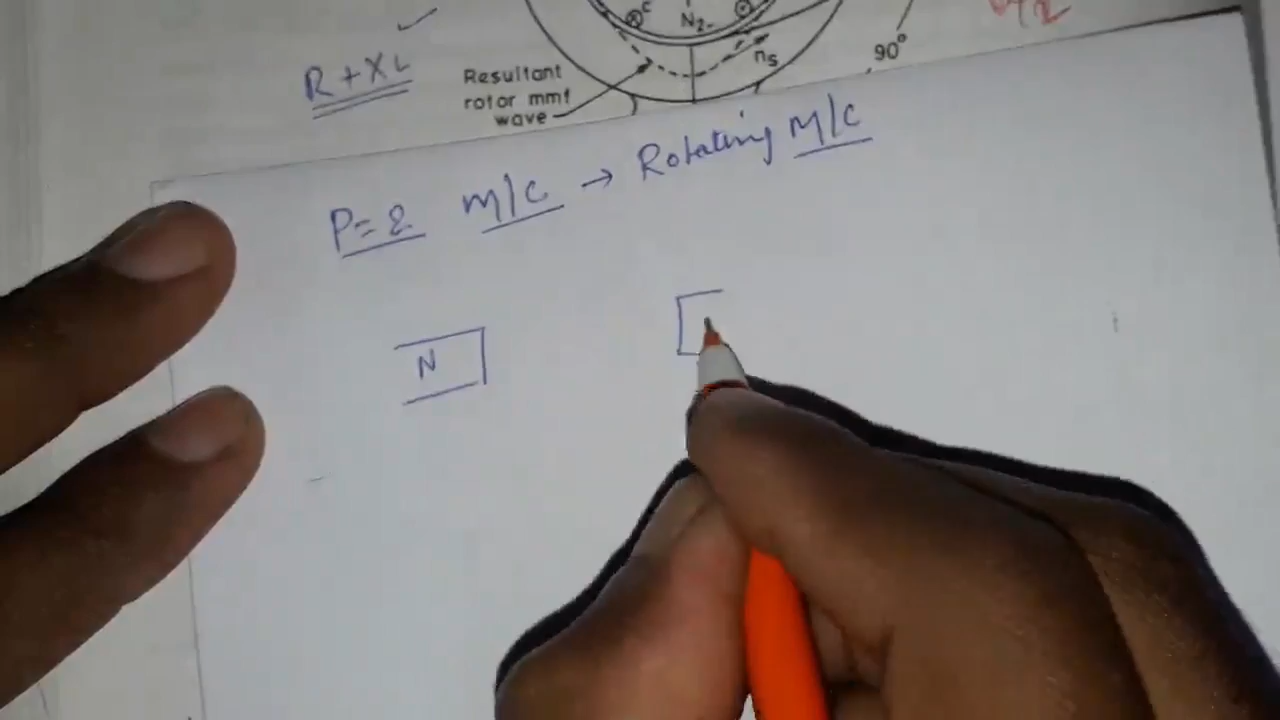 c
N2
R + XL
Resultant
rotor mmf
wave
ns
90°
P=2 M/C → Rotating M/C
N